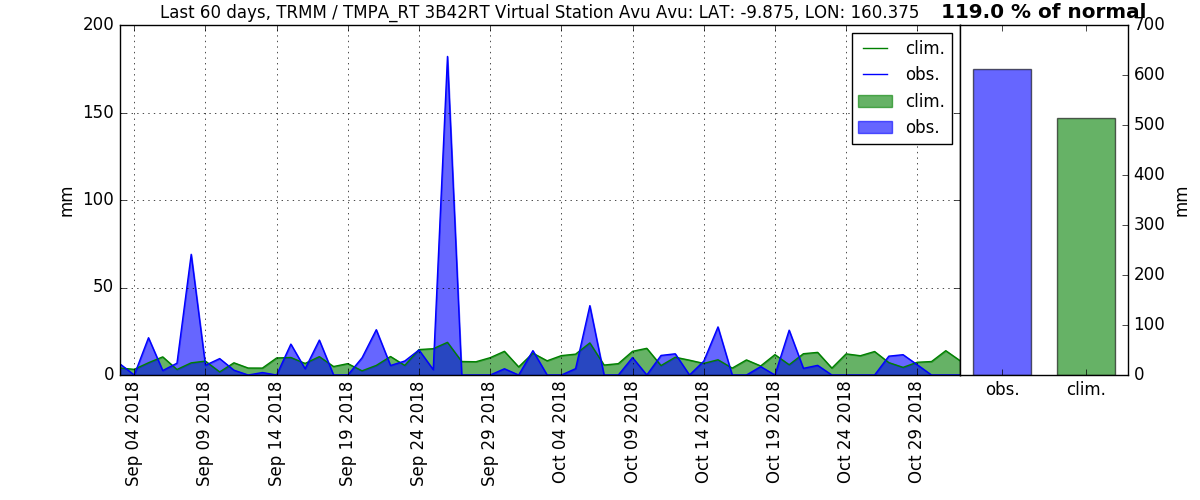 Last 60 days, TRMM / TMPA_RT 3B42RT Virtual Station Avu Avu: LAT: -9.875, LON: 160.375
119.0 % of normal
200
150
100
50
0
mm
clim.
obs.
clim.
obs.
700
600
500
400
300
200
100
0
mm
obs.
clim.
Sep 04 2018
Sep 09 2018
Sep 14 2018
Sep 19 2018
Sep 24 2018
Sep 29 2018
Oct 04 2018
Oct 09 2018
Oct 14 2018
Oct 19 2018
Oct 24 2018
Oct 29 2018